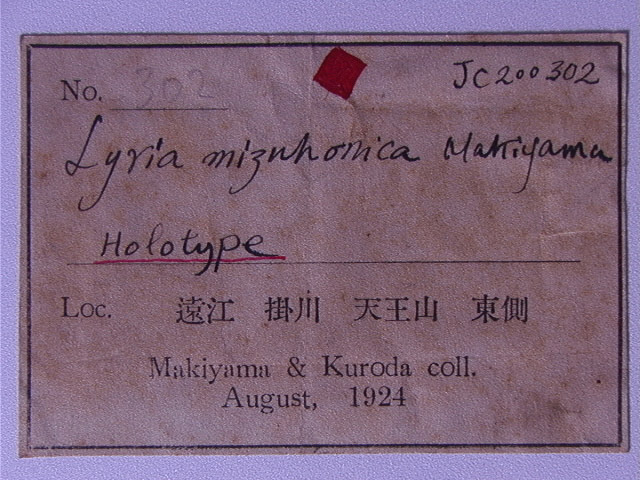 No. 302
JC200302
Lyria mizuhonica Makiyama
Holotype
Loc. 遠江 掛川 天王山 東側
Makiyama & Kuroda coll.
August, 1924